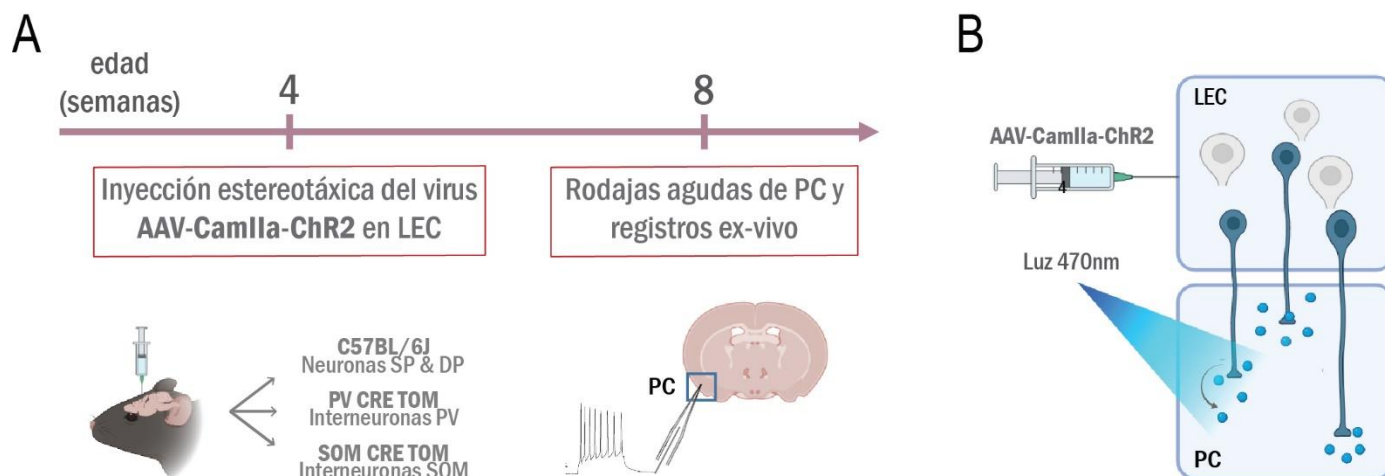 A
edad
(semanas)
4
8
Inyección estereotáxica del virus
AAV-CamIIa-ChR2 en LEC
Rodajas agudas de PC y
registros ex-vivo
C57BL/6J
Neuronas SP & DP
PV CRE TOM
Interneuronas PV
SOM CRE TOM
Interneuronas SOM
PC
B
LEC
AAV-CamIIa-ChR2
4
Luz 470nm
PC